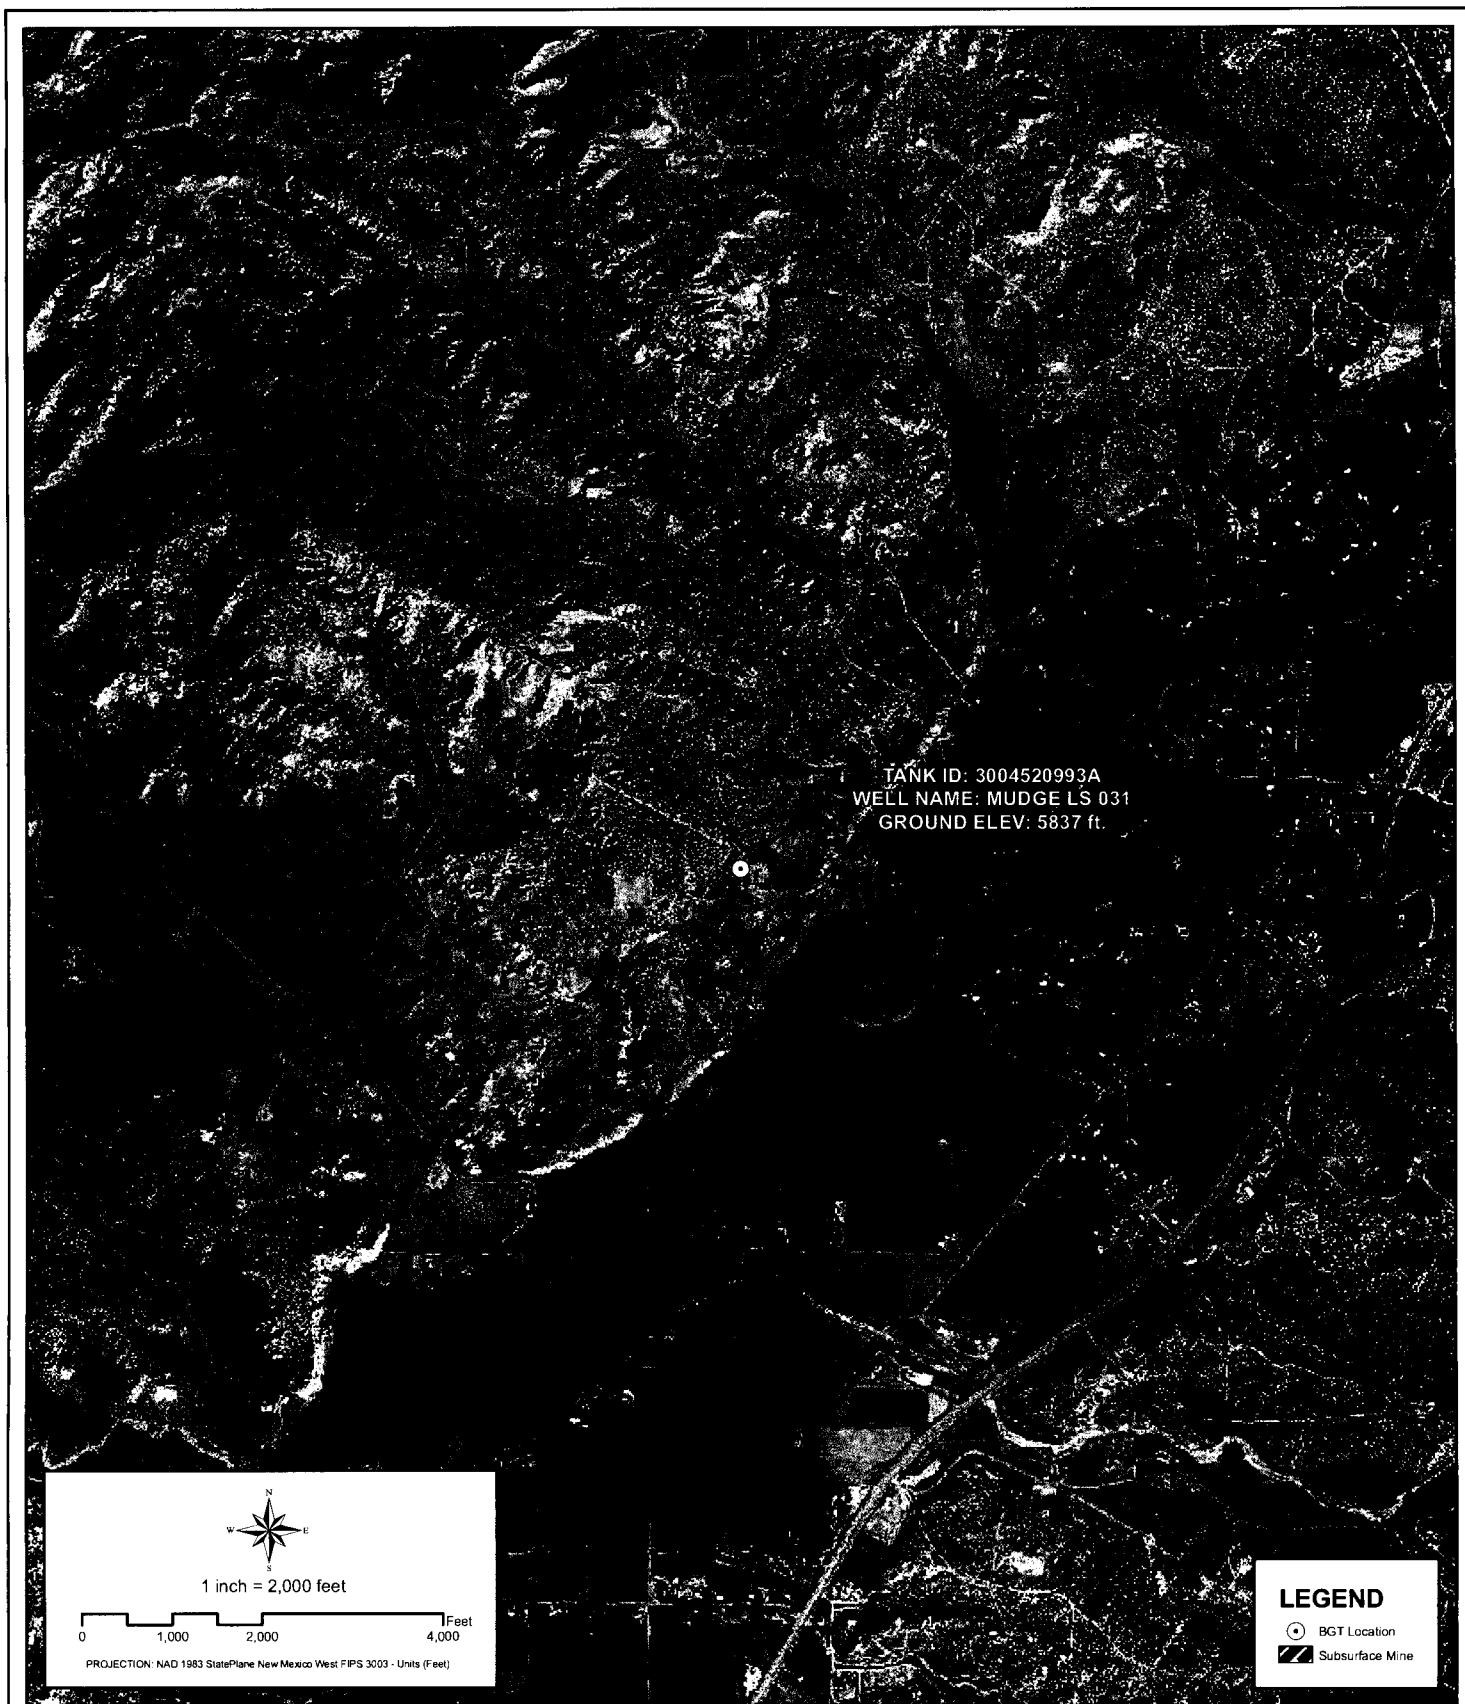 TANK ID: 3004520993A
WELL NAME: MUDGE LS 031
GROUND ELEV: 5837 ft.
N
W E
S
1 inch = 2,000 feet
Feet
0 1,000 2,000 4,000
PROJECTION: NAD 1983 StatePlane New Mexico West FIPS 3003 - Units (Feet)
LEGEND
BGT Location
Subsurface Mine